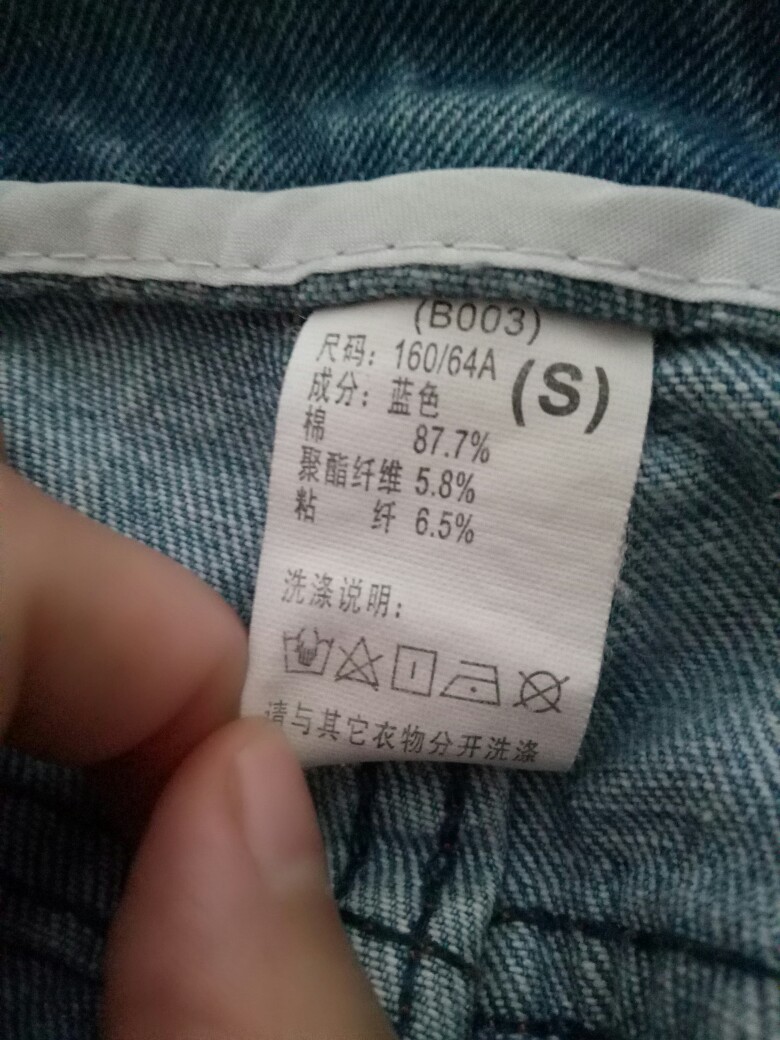 (B003)
尺码：160/64A
(S)
成分：蓝色
棉 87.7%
聚酯纤维 5.8%
粘 纤 6.5%
洗涤说明：
请与其它衣物分开洗涤